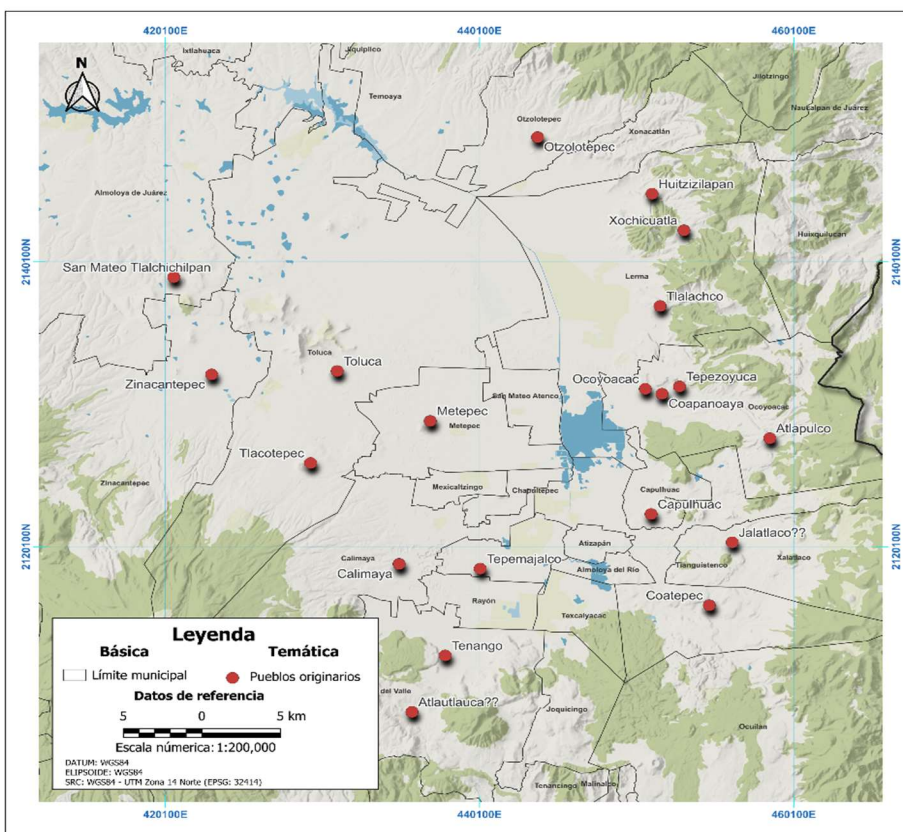 420100E
440100E
460100E
Ixtlahuaca
Jiquipilco
N
Temoaya
Jilotzingo
Naucalpan de Juárez
Otzolotepec
Xonacatlán
Otzolotepec
Almoloya de Juárez
Huitzizilapan
Xochicuatla
Huixquilucan
2140100N
2140100N
San Mateo Tlalchichilpan
Lerma
Tlalachco
Toluca
Toluca
Zinacantepec
Ocoyoacac
Tepezoyuca
San Mateo Atenco
Coapanoaya
Ocoyoacac
Metepec
Metepec
Atlapulco
Tlacotepec
Zinacantepec
Mexicaltzingo
Chapultepec
Capulhuac
Capulhuac
2120100N
2120100N
Jalatlaco??
Atizapán
Xalatlaco
Calimaya
Calimaya
Tepemajalco
Almoloya del Río
Tianguistenco
Coatepec
Rayón
Texcalyacac
Tenango
del Valle
Atlautlauca??
Joquicingo
Ocuilan
Tenancingo
Malinalco
Leyenda
Básica
Temática
Límite municipal
Pueblos originarios
Datos de referencia
5 0 5 km
Escala númerica: 1:200,000
DATUM: WGS84
ELIPSOIDE: WGS84
SRC: WGS84 - UTM Zona 14 Norte (EPSG: 32414)
420100E
440100E
460100E